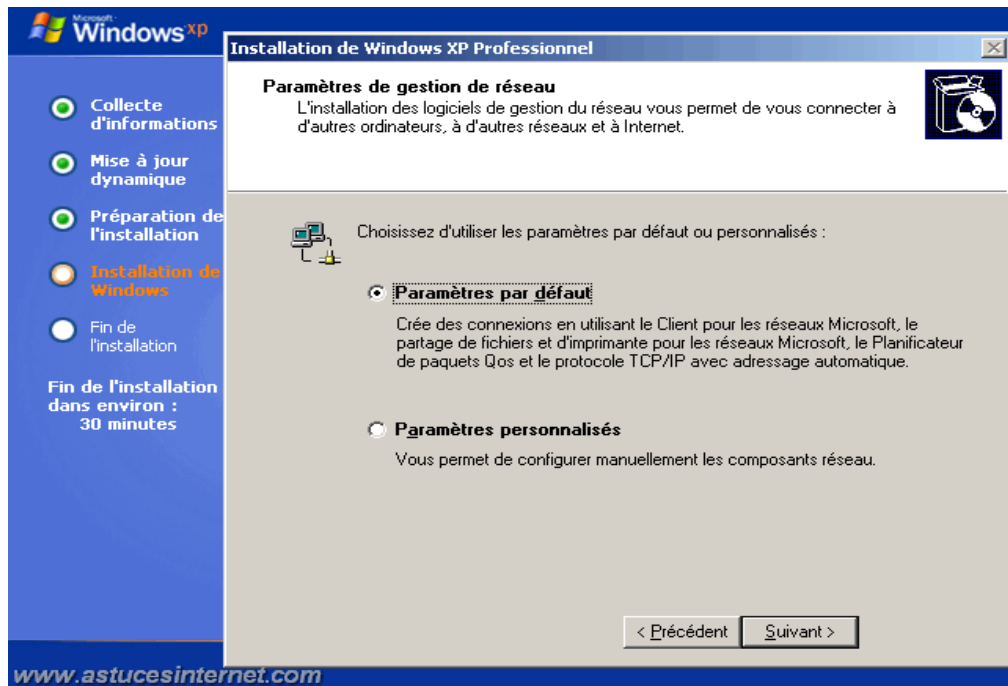 Microsoft
Windows xp
Installation de Windows XP Professionnel
Collecte
d'informations
Mise à jour
dynamique
Préparation de
l'installation
Installation de
Windows
Fin de
l'installation
Fin de l'installation
dans environ :
30 minutes
Paramètres de gestion de réseau
L'installation des logiciels de gestion du réseau vous permet de vous connecter à
d'autres ordinateurs, à d'autres réseaux et à Internet.
Choisissez d'utiliser les paramètres par défaut ou personnalisés :
Paramètres par défaut
Crée des connexions en utilisant le Client pour les réseaux Microsoft, le
partage de fichiers et d'imprimante pour les réseaux Microsoft, le Planificateur
de paquets Qos et le protocole TCP/IP avec adressage automatique.
Paramètres personnalisés
Vous permet de configurer manuellement les composants réseau.
< Précédent
Suivant >
www.astucesinternet.com